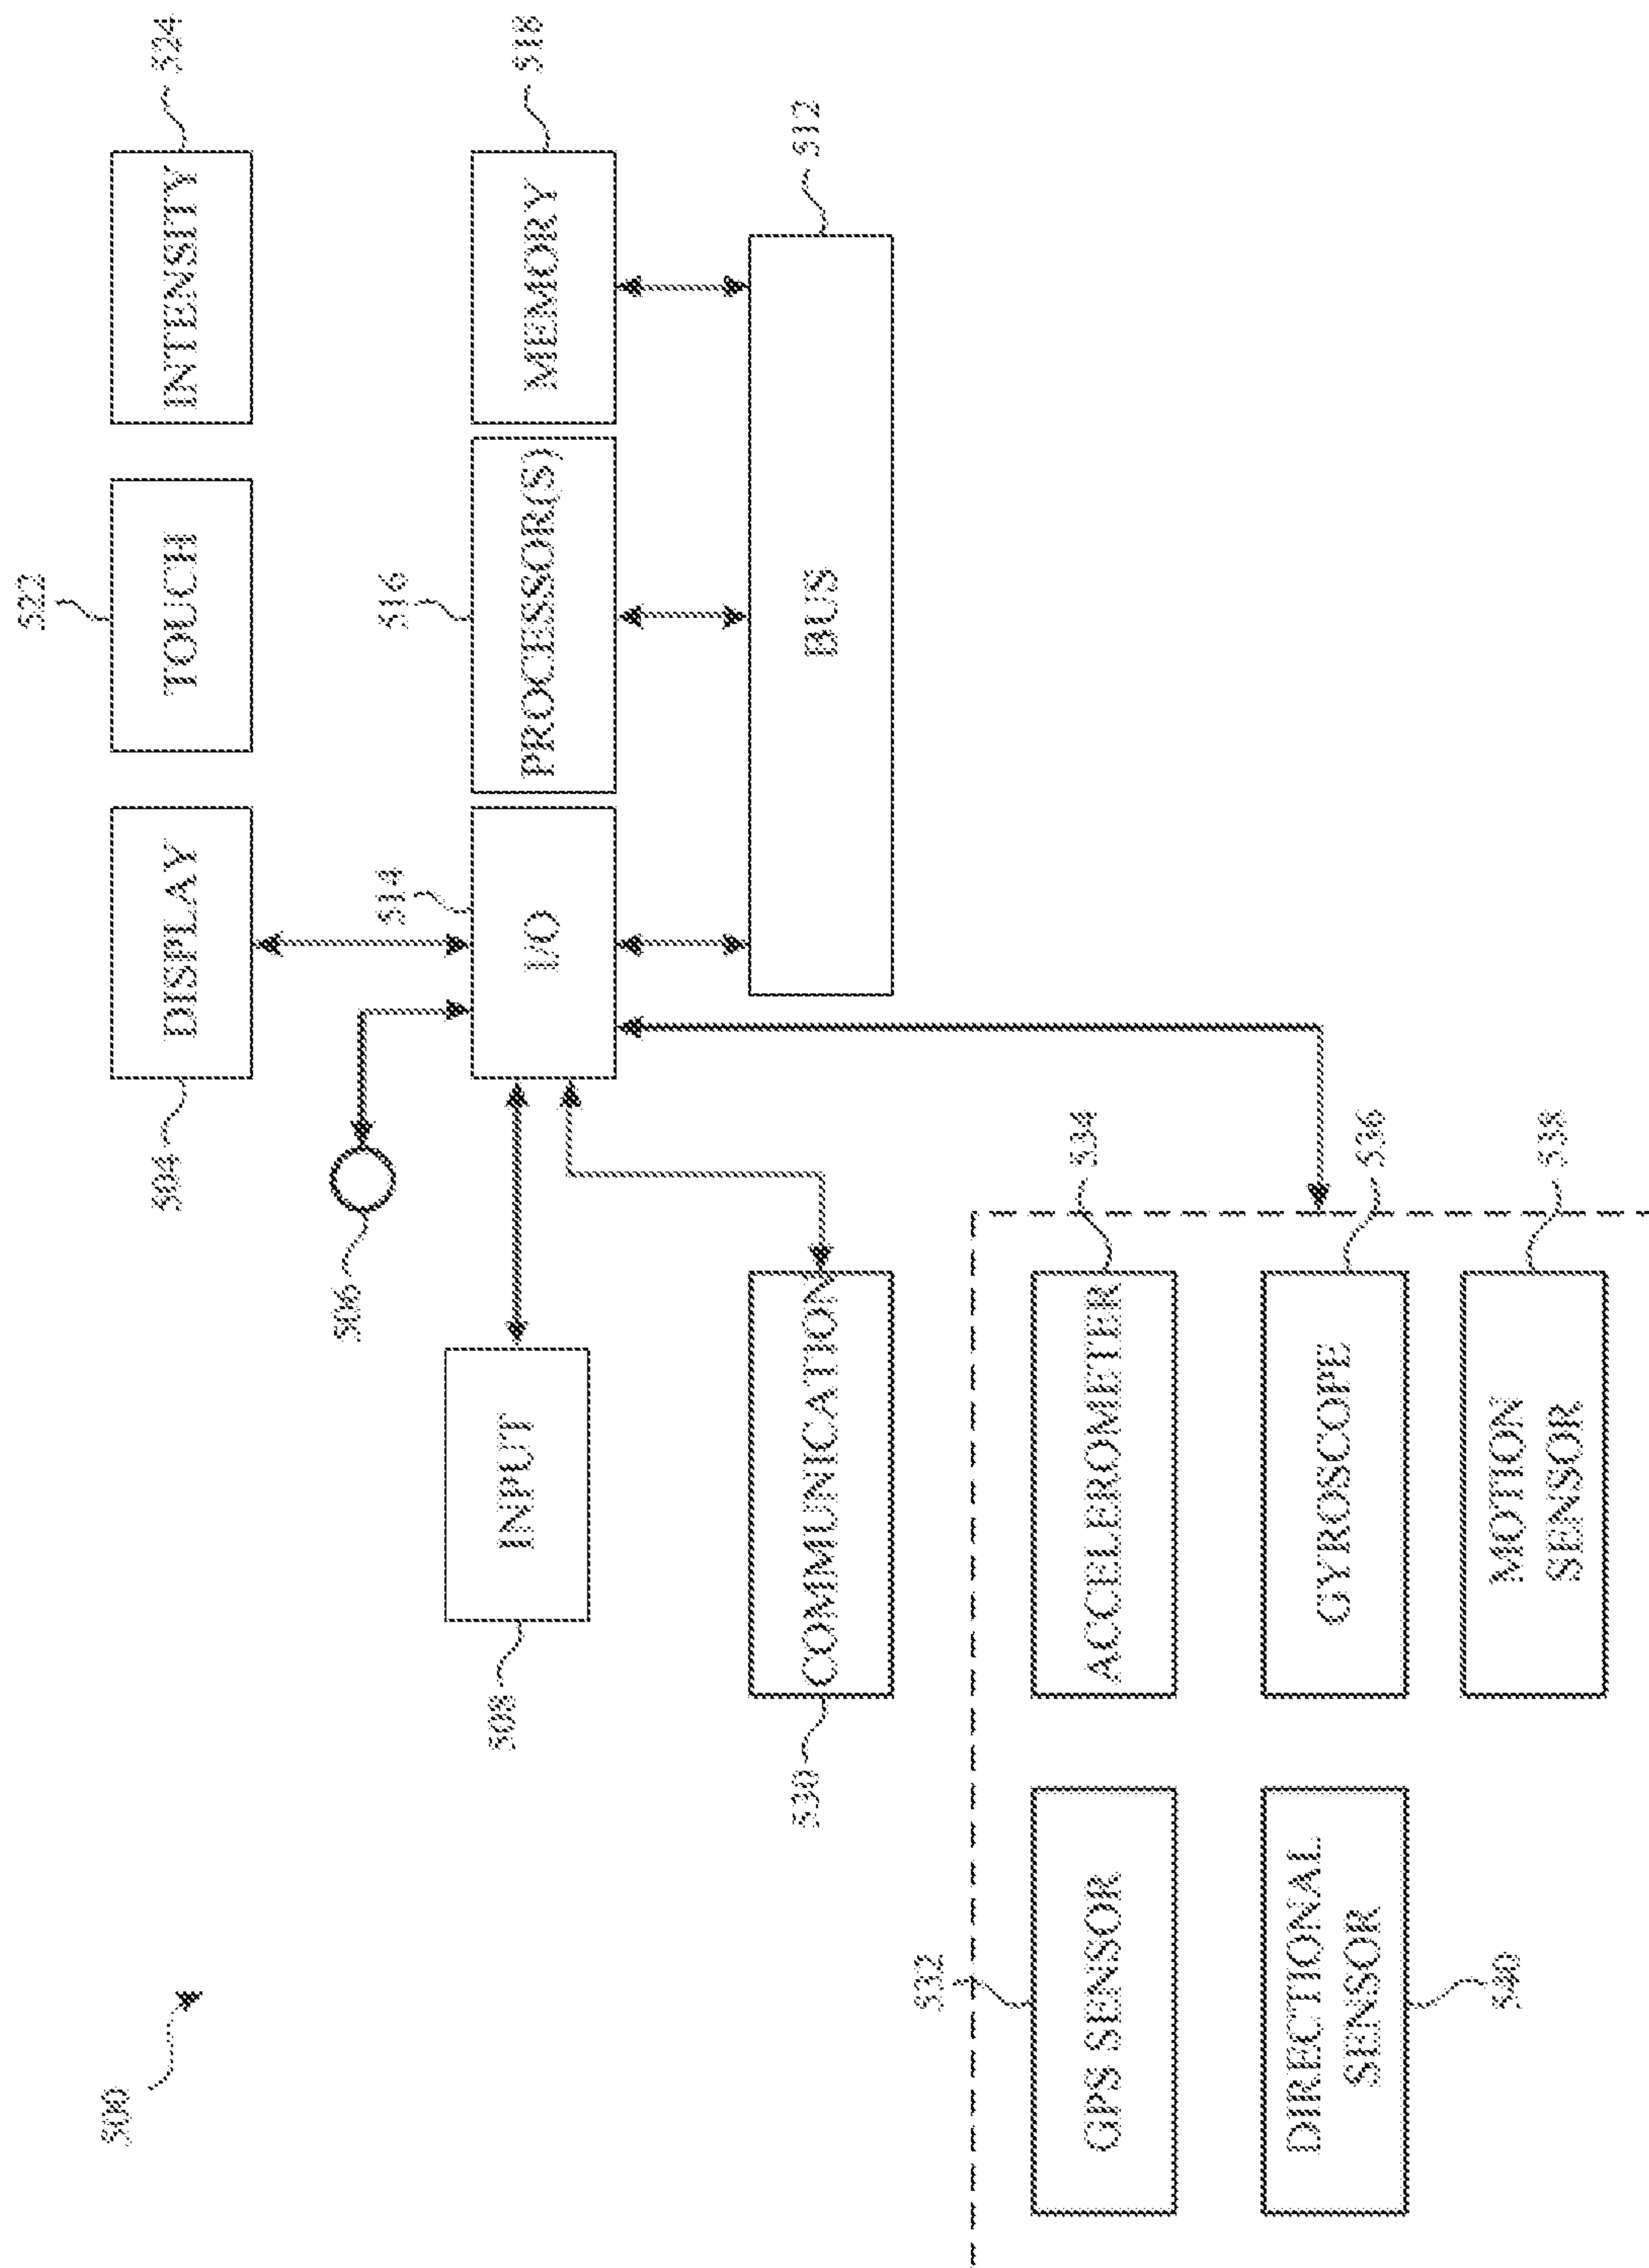 522
500
504
DISPLAY
TOUCH
INTENSITY
524
506
514
516
508
INPUT
I/O
PROCESSOR(S)
MEMORY
518
530
COMMUNICATION
BUS
512
532
GPS SENSOR
ACCELEROMETER
534
DIRECTIONAL
SENSOR
GYROSCOPE
536
540
MOTION
SENSOR
538